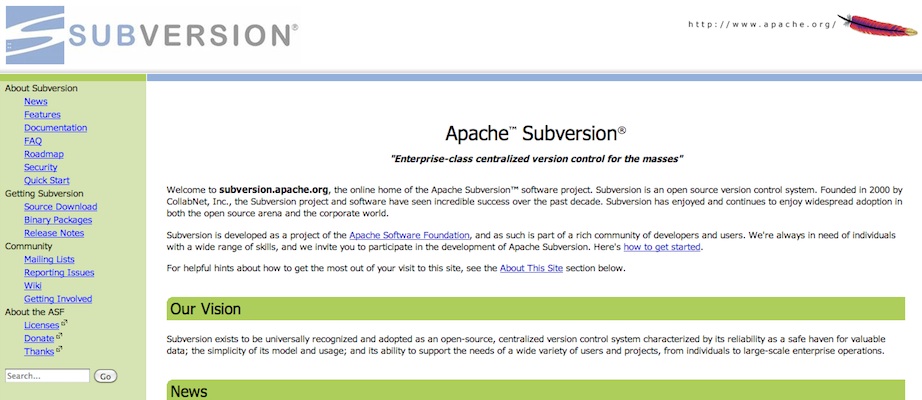 SUBVERSION®
http://www.apache.org/
About Subversion
News
Features
Documentation
FAQ
Roadmap
Security
Quick Start
Getting Subversion
Source Download
Binary Packages
Release Notes
Community
Mailing Lists
Reporting Issues
Wiki
Getting Involved
About the ASF
Licenses
Donate
Thanks
Search...
Go
Apache™ Subversion®
"Enterprise-class centralized version control for the masses"
Welcome to subversion.apache.org, the online home of the Apache Subversion™ software project. Subversion is an open source version control system. Founded in 2000 by
CollabNet, Inc., the Subversion project and software have seen incredible success over the past decade. Subversion has enjoyed and continues to enjoy widespread adoption in
both the open source arena and the corporate world.
Subversion is developed as a project of the Apache Software Foundation, and as such is part of a rich community of developers and users. We're always in need of individuals
with a wide range of skills, and we invite you to participate in the development of Apache Subversion. Here's how to get started.
For helpful hints about how to get the most out of your visit to this site, see the About This Site section below.
Our Vision
Subversion exists to be universally recognized and adopted as an open-source, centralized version control system characterized by its reliability as a safe haven for valuable
data; the simplicity of its model and usage; and its ability to support the needs of a wide variety of users and projects, from individuals to large-scale enterprise operations.
News